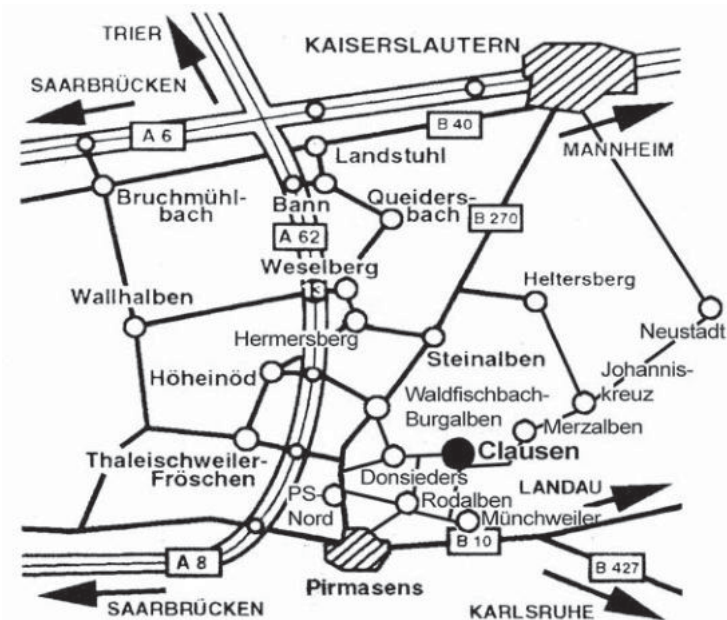 TRIER
KAISERSLAUTERN
SAARBRÜCKEN
A 6
B 40
MANNHEIM
Landstuhl
Bruchmühl-
bach
Bann
Queiders-
bach
B 270
A 62
Weselberg
13
Heltersberg
Wallhalben
Neustadt
Hermersberg
Steinalben
Johannis-
kreuz
Höheinöd
Waldfischbach-
Burgalben
Merzalben
Clausen
Thaleischweiler-
Fröschen
Donsieders
LANDAU
PS-
Nord
Rodalben
Münchweiler
A 8
B 10
B 427
Pirmasens
SAARBRÜCKEN
KARLSRUHE